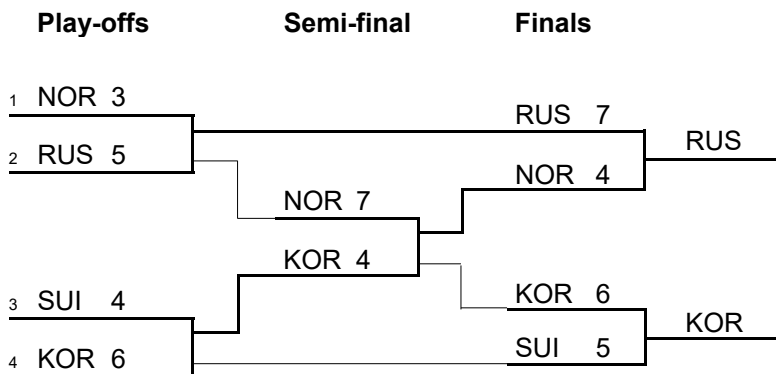 Play-offs Semi-final Finals
1 NOR 3
2 RUS 5
3 SUI 4
4 KOR 6
NOR 7
KOR 4
RUS 7
NOR 4
KOR 6
SUI 5
RUS
KOR